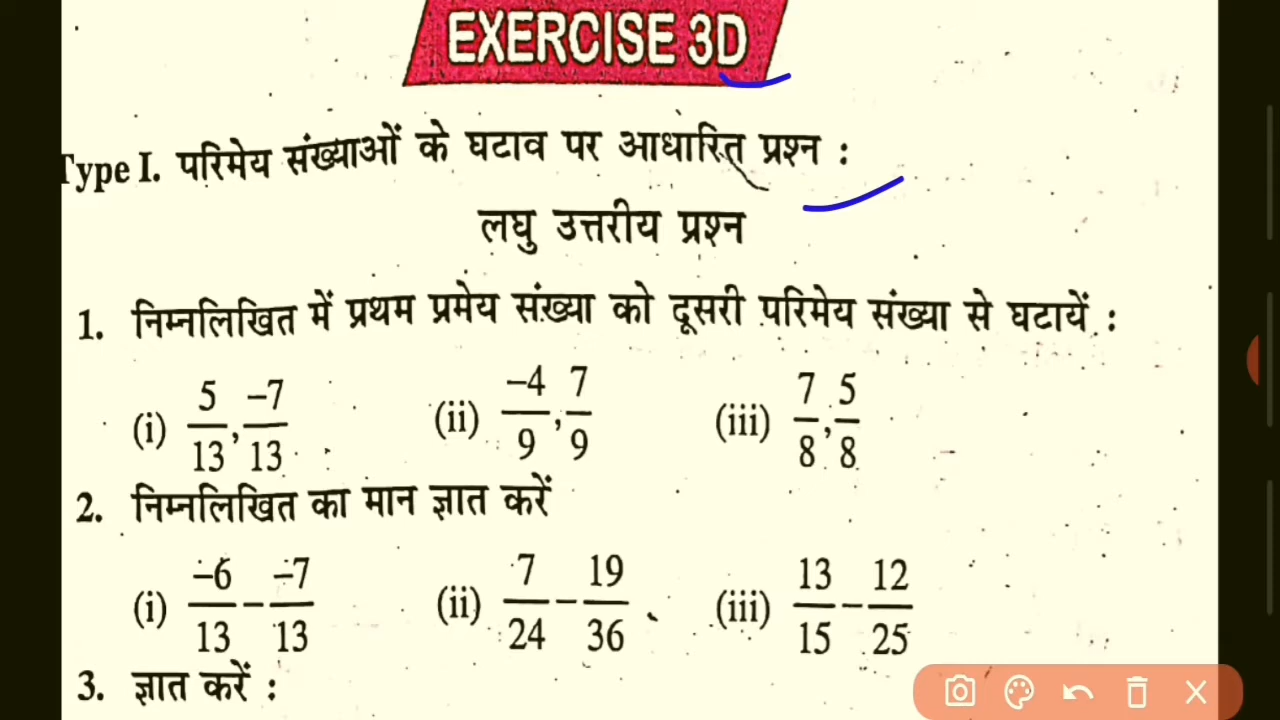 EXERCISE 3D
Type I. परिमेय संख्याओं के घटाव पर आधारित प्रश्न :
लघु उत्तरीय प्रश्न
1. निम्नलिखित में प्रथम प्रमेय संख्या को दूसरी परिमेय संख्या से घटायें :
(i) 5/13, –7/13 (ii) –4/9, 7/9 (iii) 7/8, 5/8
2. निम्नलिखित का मान ज्ञात करें
(i) –6/13 – –7/13 (ii) 7/24 – 19/36 (iii) 13/15 – 12/25
3. ज्ञात करें :